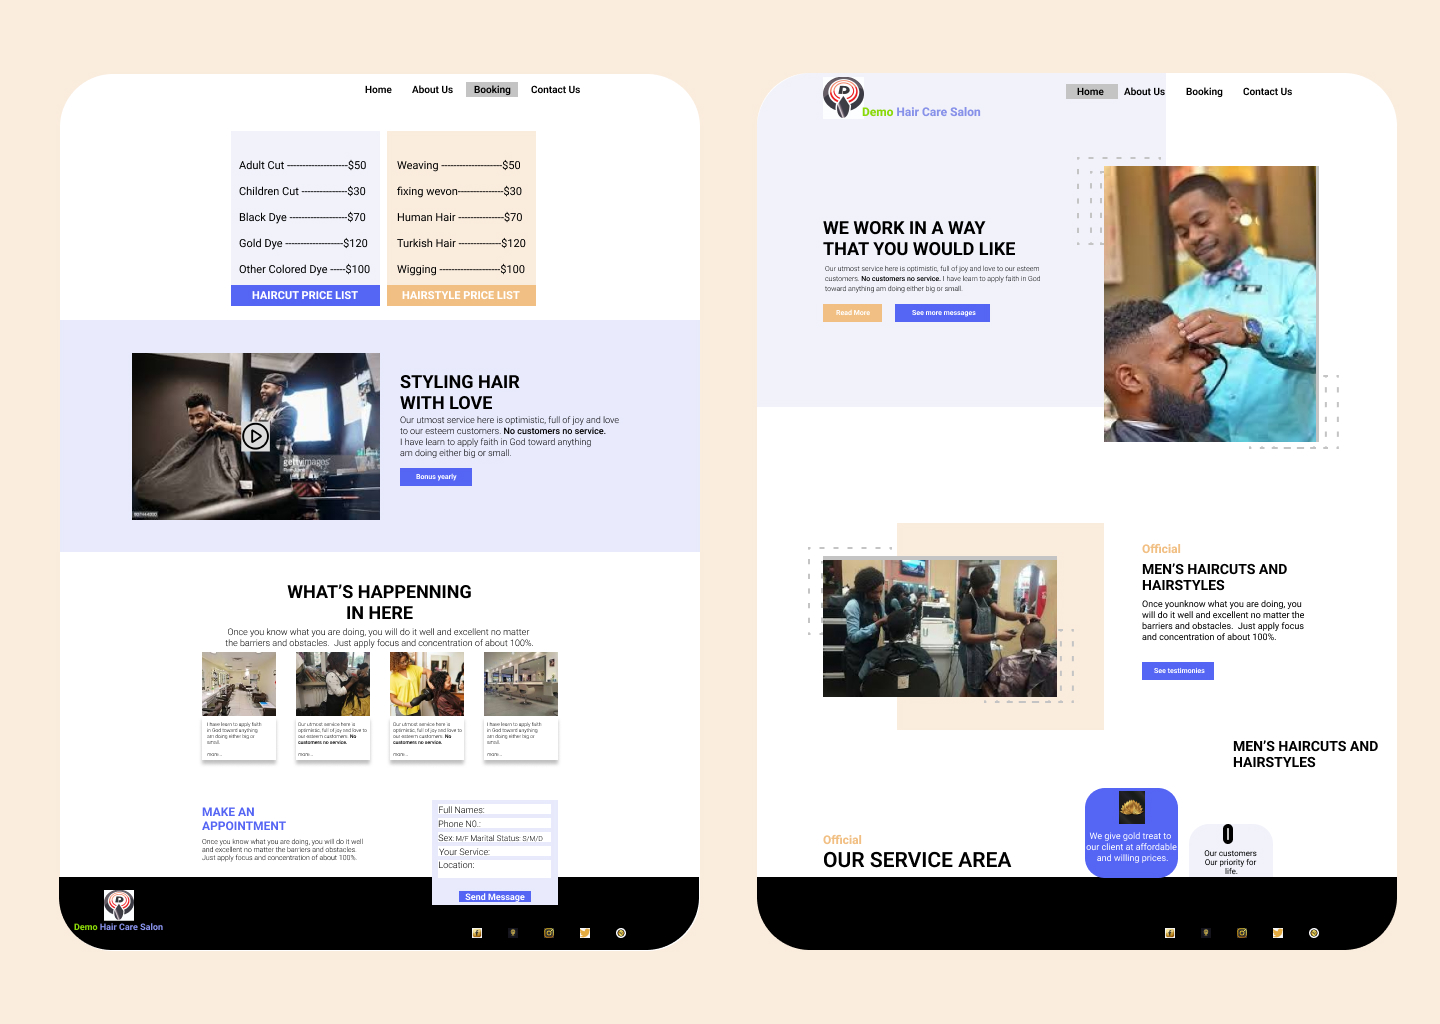 Home About Us Booking Contact Us
Adult Cut -------------------$50
Children Cut --------------$30
Black Dye ------------------$70
Gold Dye ------------------$120
Other Colored Dye -----$100
HAIRCUT PRICE LIST
Weaving -------------------$50
fixing wevon--------------$30
Human Hair --------------$70
Turkish Hair -------------$120
Wigging -------------------$100
HAIRSTYLE PRICE LIST
gettyimages
STYLING HAIR
WITH LOVE
Our utmost service here is optimistic, full of joy and love
to our esteem customers. No customers no service.
I have learn to apply faith in God toward anything
am doing either big or small.
Bonus yearly
WHAT’S HAPPENNING
IN HERE
Once you know what you are doing, you will do it well and excellent no matter
the barriers and obstacles. Just apply focus and concentration of about 100%.
I have learn to apply faith
in God toward anything
am doing either big or
small.
more...
Our utmost service here is
optimistic, full of joy and love to
our esteem customers. No
customers no service.
more...
Our utmost service here is
optimistic, full of joy and love to
our esteem customers. No
customers no service.
more...
I have learn to apply faith
in God toward anything
am doing either big or
small.
more...
MAKE AN
APPOINTMENT
Once you know what you are doing, you will do it well
and excellent no matter the barriers and obstacles.
Just apply focus and concentration of about 100%.
Full Names:
Phone N0.:
Sex: M/F Marital Status: S/M/D
Your Service:
Location:
Send Message
Demo Hair Care Salon
Demo Hair Care Salon
Home About Us Booking Contact Us
WE WORK IN A WAY
THAT YOU WOULD LIKE
Our utmost service here is optimistic, full of joy and love to our esteem
customers. No customers no service. I have learn to apply faith in God
toward anything am doing either big or small.
Read More
See more messages
Official
MEN’S HAIRCUTS AND
HAIRSTYLES
Once younknow what you are doing, you
will do it well and excellent no matter the
barriers and obstacles. Just apply focus
and concentration of about 100%.
See testimonies
MEN’S HAIRCUTS AND
HAIRSTYLES
Official
OUR SERVICE AREA
We give gold treat to
our client at affordable
and willing prices.
Our customers
Our priority for
life.